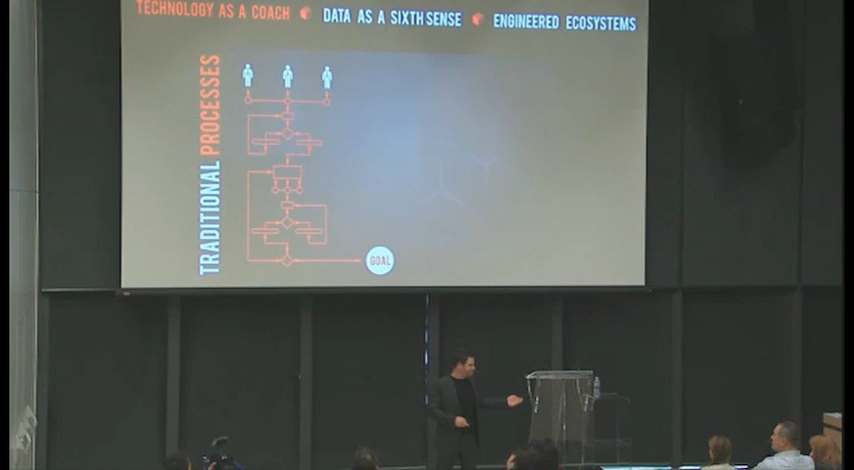 TECHNOLOGY AS A COACH DATA AS A SIXTH SENSE ENGINEERED ECOSYSTEMS
TRADITIONAL PROCESSES
GOAL